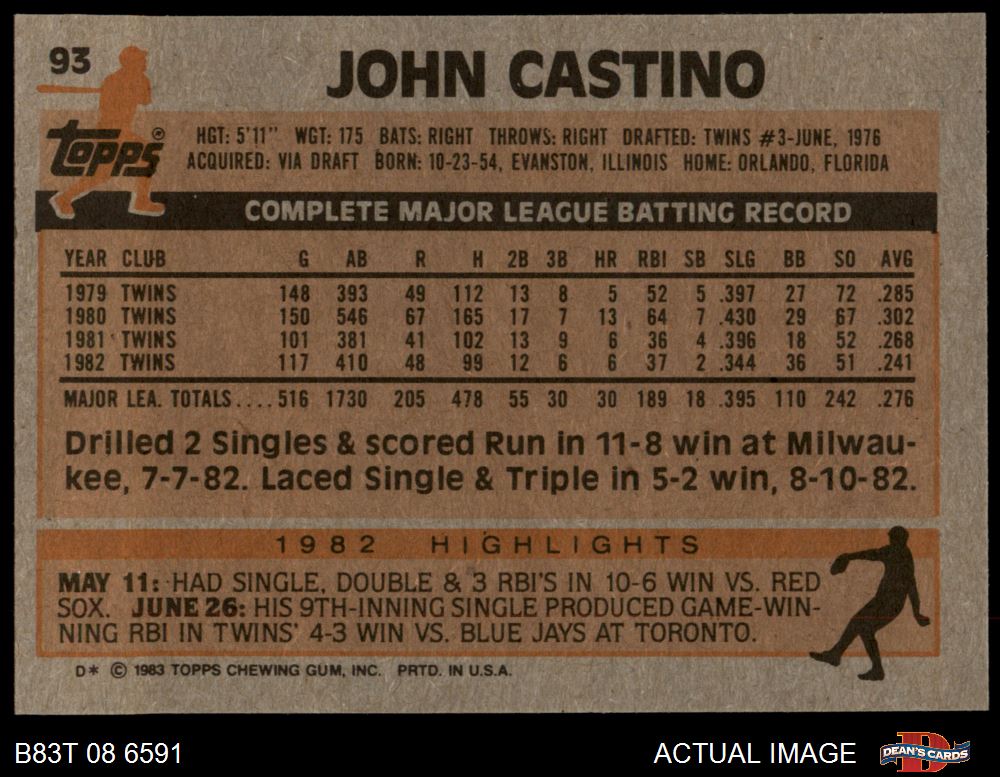 93
JOHN CASTINO
TOPPS ®
HGT: 5'11" WGT: 175 BATS: RIGHT THROWS: RIGHT DRAFTED: TWINS #3-JUNE, 1976
ACQUIRED: VIA DRAFT BORN: 10-23-54, EVANSTON, ILLINOIS HOME: ORLANDO, FLORIDA
COMPLETE MAJOR LEAGUE BATTING RECORD
YEAR CLUB G AB R H 2B 3B HR RBI SB SLG BB SO AVG
1979 TWINS 148 393 49 112 13 8 5 52 5 .397 27 72 .285
1980 TWINS 150 546 67 165 17 7 13 64 7 .430 29 67 .302
1981 TWINS 101 381 41 102 13 9 6 36 4 .396 18 52 .268
1982 TWINS 117 410 48 99 12 6 6 37 2 .344 36 51 .241
MAJOR LEA. TOTALS.... 516 1730 205 478 55 30 30 189 18 .395 110 242 .276
Drilled 2 Singles & scored Run in 11-8 win at Milwau-
kee, 7-7-82. Laced Single & Triple in 5-2 win, 8-10-82.
1982 HIGHLIGHTS
MAY 11: HAD SINGLE, DOUBLE & 3 RBI'S IN 10-6 WIN VS. RED
SOX. JUNE 26: HIS 9TH-INNING SINGLE PRODUCED GAME-WIN-
NING RBI IN TWINS' 4-3 WIN VS. BLUE JAYS AT TORONTO.
D* © 1983 TOPPS CHEWING GUM, INC. PRTD. IN U.S.A.
B83T 08 6591
ACTUAL IMAGE
DEAN'S CARDS